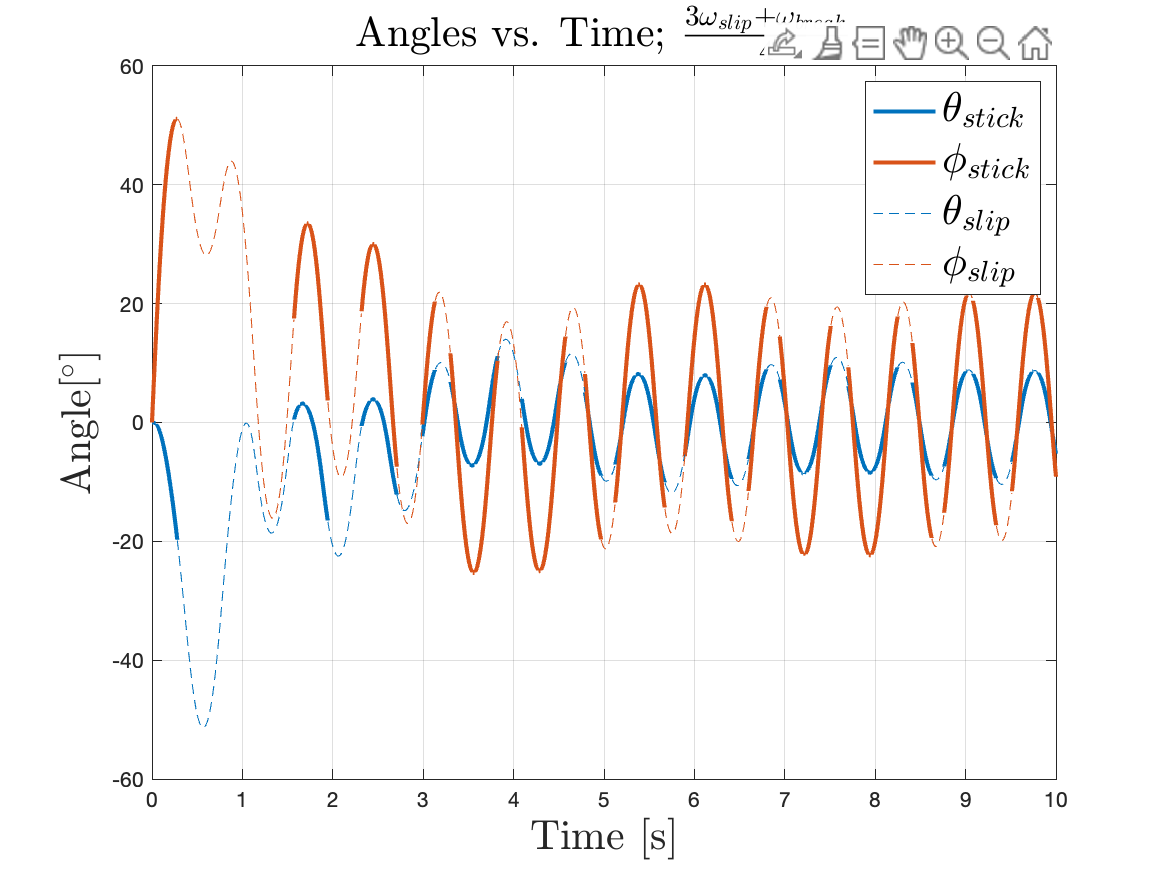 Angles vs. Time; 3ω_slip+
60
40
20
0
-20
-40
-60
Angle[°]
0 1 2 3 4 5 6 7 8 9 10
Time [s]
θ_stick
ϕ_stick
θ_slip
ϕ_slip